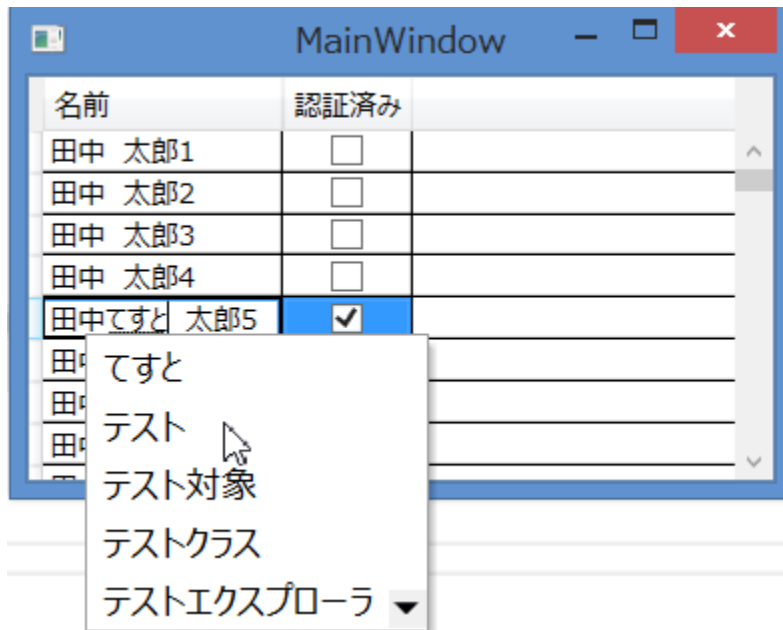 MainWindow
名前 認証済み
田中 太郎1
田中 太郎2
田中 太郎3
田中 太郎4
田中てすと 太郎5
田
てすと
田
テスト
田
テスト対象
テストクラス
テストエクスプローラ